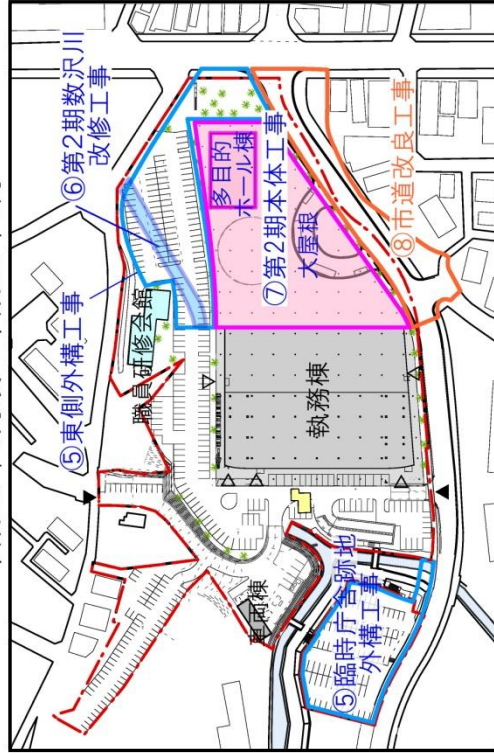 ⑥第2期数沢川
改修工事
⑤東側外構工事
職員研修会館
多目的
ホール棟
⑦第2期本体工事
大屋根
⑧市道改良工事
執務棟
車両棟
⑤臨時庁舎跡地
外構工事